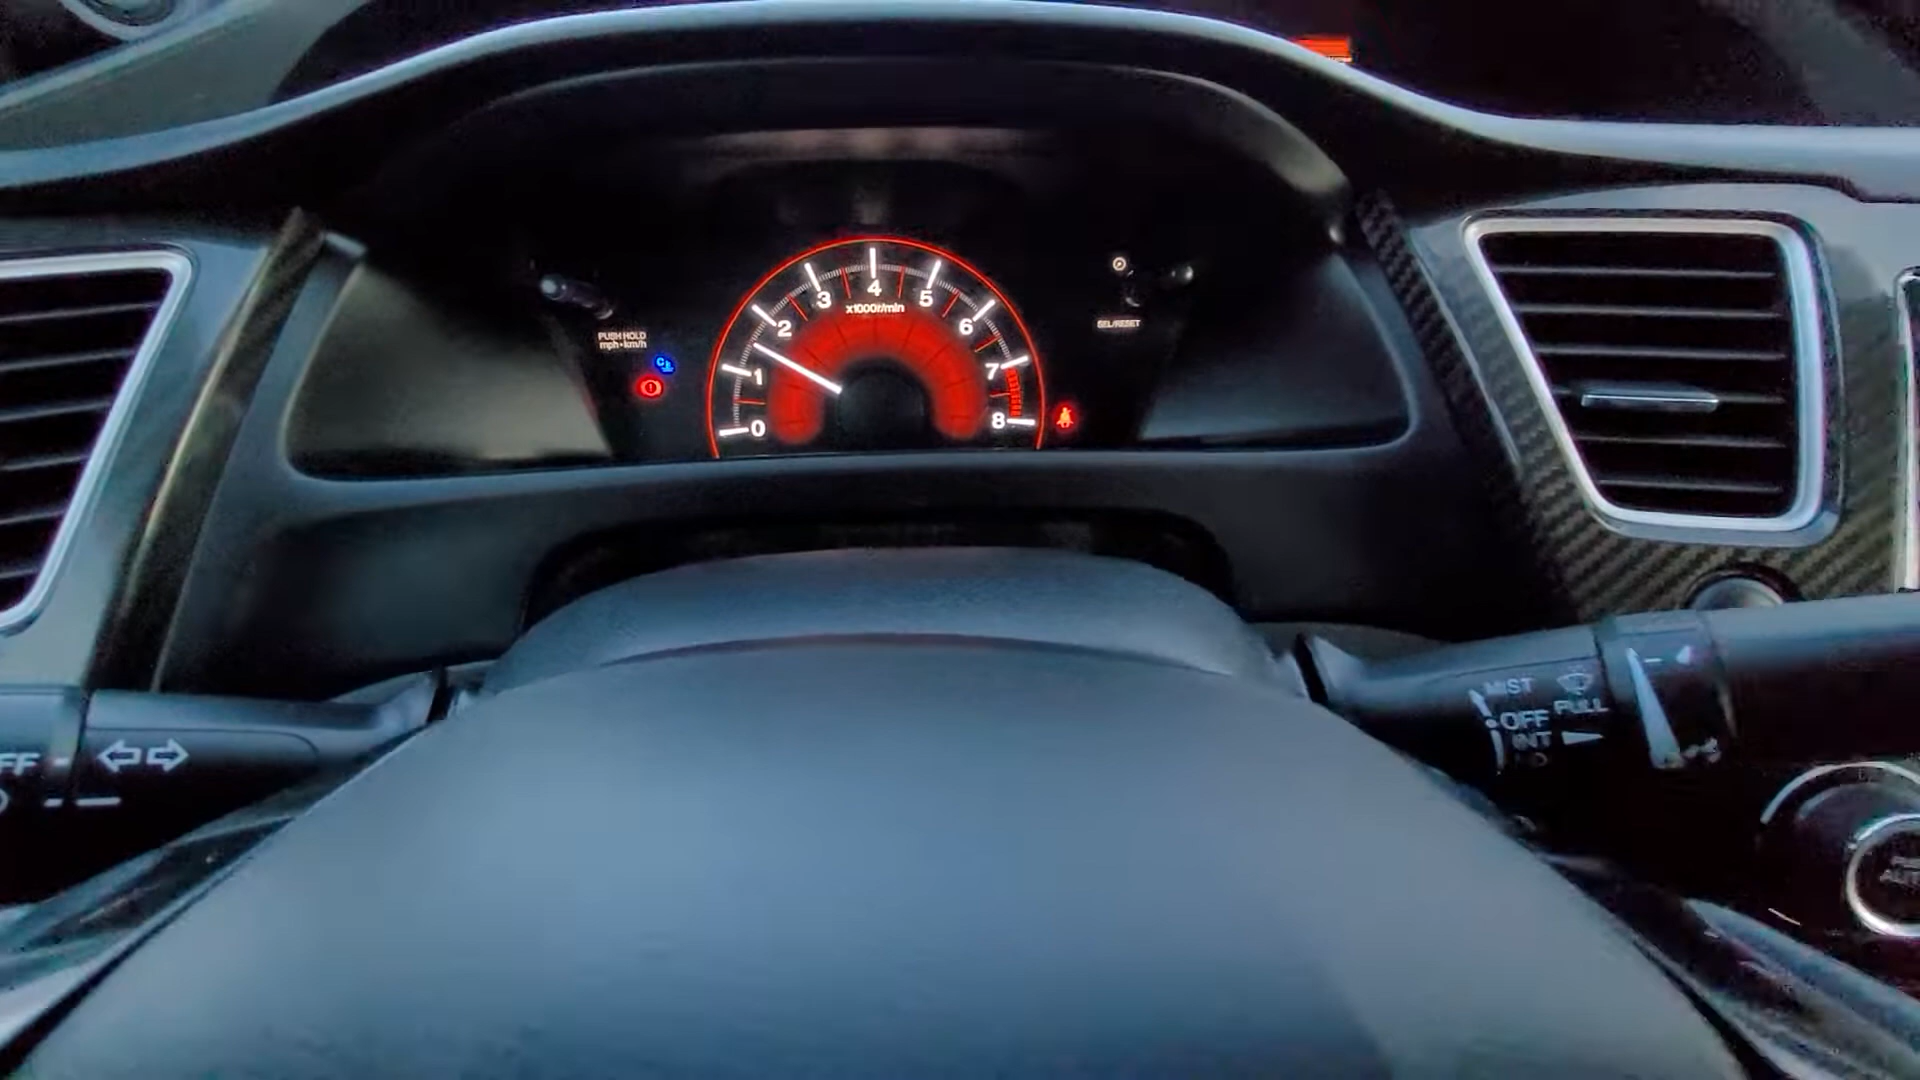 4
3
5
x1000r/min
2
6
SEL/RESET
PUSH HOLD
mph•km/h
1
7
0
8
MIST
OFF
FULL
INT
AUT
FF